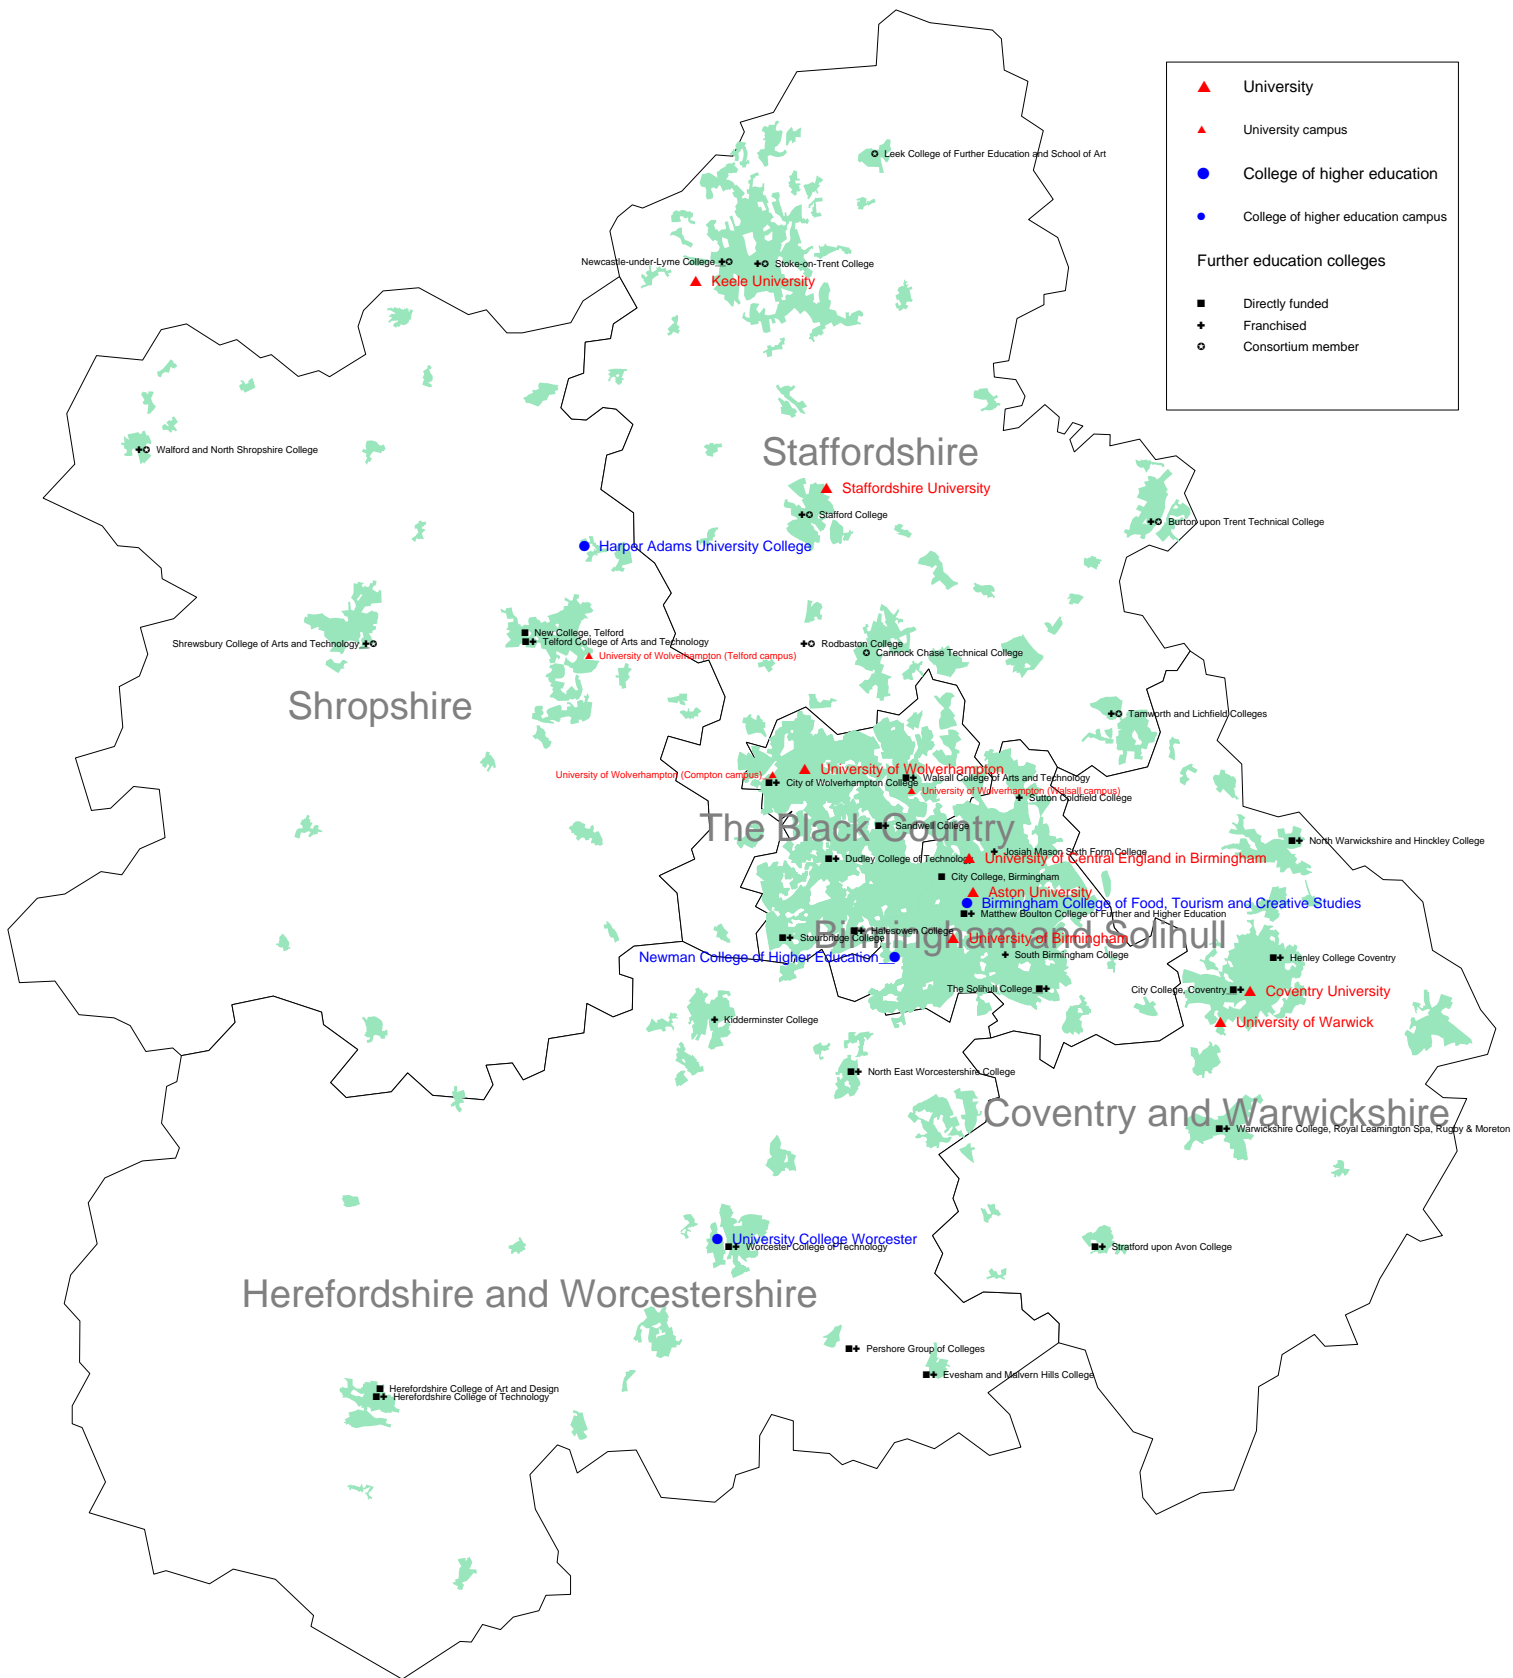 University
University campus
College of higher education
College of higher education campus
Further education colleges
Directly funded
Franchised
Consortium member
Leek College of Further Education and School of Art
Newcastle-under-Lyme College
Stoke-on-Trent College
Keele University
Walford and North Shropshire College
Staffordshire
Staffordshire University
Stafford College
Burton upon Trent Technical College
Harper Adams University College
New College, Telford
Telford College of Arts and Technology
Shrewsbury College of Arts and Technology
Rodbaston College
Cannock Chase Technical College
University of Wolverhampton (Telford campus)
Shropshire
Tamworth and Lichfield Colleges
University of Wolverhampton
University of Wolverhampton (Compton campus)
City of Wolverhampton College
Walsall College of Arts and Technology
University of Wolverhampton (Walsall campus)
Sutton Coldfield College
The Black Country
Sandwell College
North Warwickshire and Hinckley College
Josiah Mason Sixth Form College
Dudley College of Technology
University of Central England in Birmingham
City College, Birmingham
Aston University
Birmingham College of Food, Tourism and Creative Studies
Matthew Boulton College of Further and Higher Education
Halesowen College
Birmingham and Solihull
Stourbridge College
University of Birmingham
Newman College of Higher Education
South Birmingham College
Henley College Coventry
The Solihull College
City College, Coventry
Coventry University
University of Warwick
Kidderminster College
North East Worcestershire College
Coventry and Warwickshire
Warwickshire College, Royal Leamington Spa, Rugby & Moreton
University College Worcester
Worcester College of Technology
Stratford upon Avon College
Herefordshire and Worcestershire
Pershore Group of Colleges
Evesham and Malvern Hills College
Herefordshire College of Art and Design
Herefordshire College of Technology